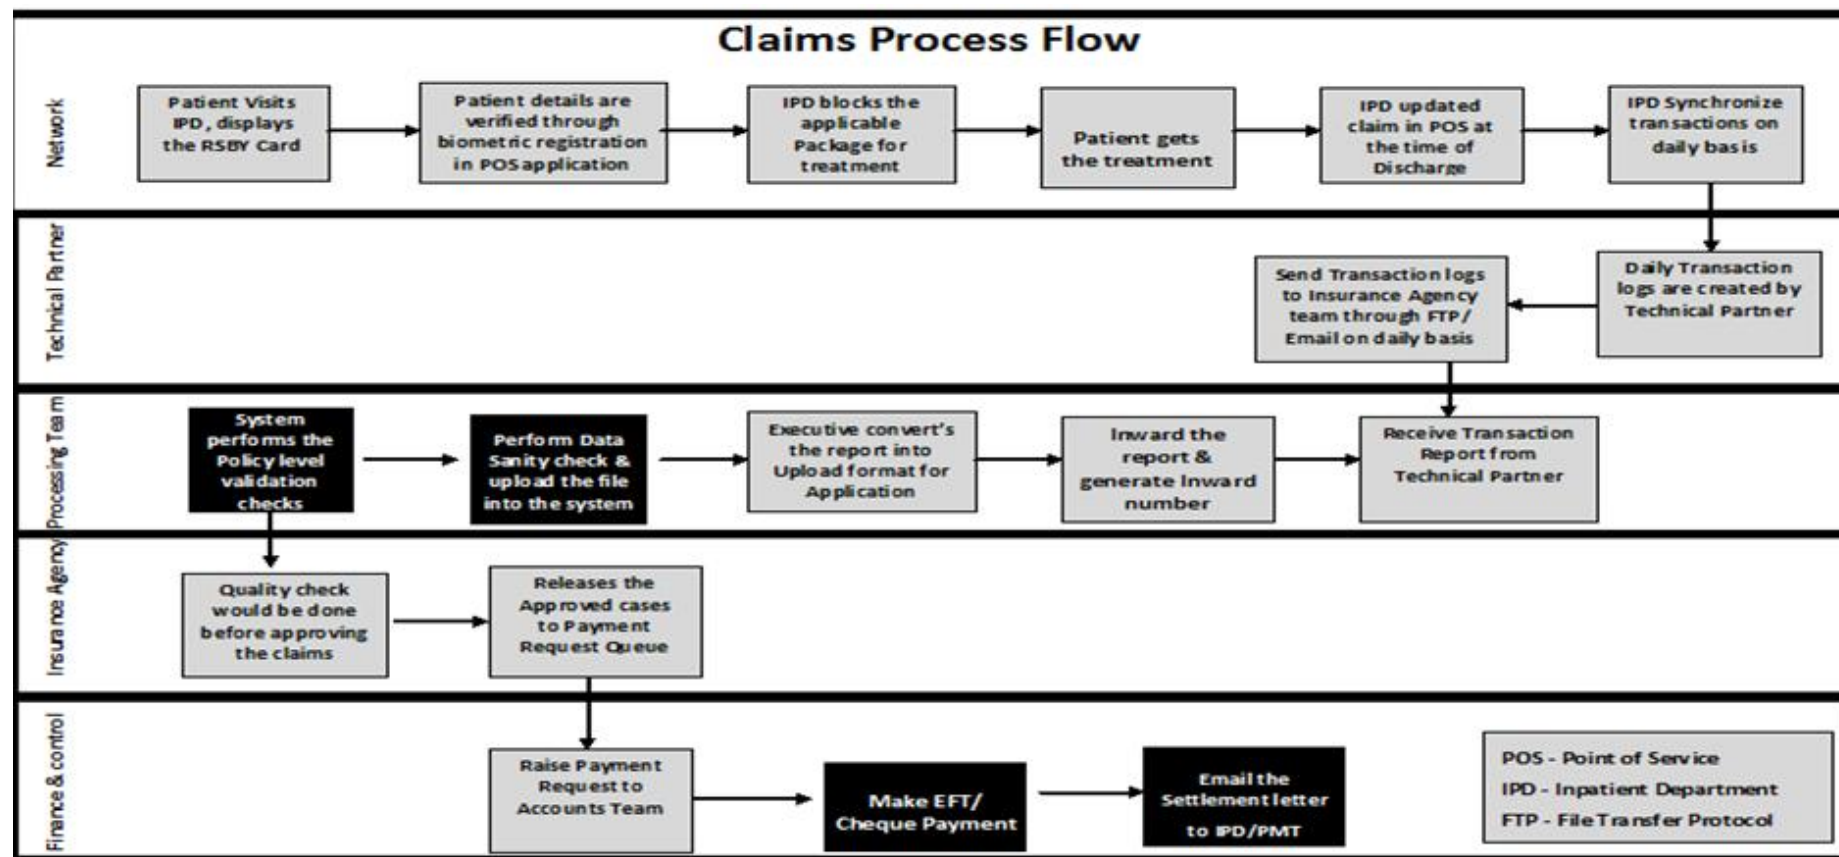 Claims Process Flow
Network
Patient Visits
IPD, displays
the RSBY Card
Patient details are
verified through
biometric registration
in POS application
IPD blocks the
applicable
Package for
treatment
Patient gets
the treatment
IPD updated
claim in POS at
the time of
Discharge
IPD Synchronize
transactions on
daily basis
Technical Partner
Send Transaction logs
to Insurance Agency
team through FTP/
Email on daily basis
Daily Transaction
logs are created by
Technical Partner
Processing Team
System
performs the
Policy level
validation
checks
Perform Data
Sanity check &
upload the file
into the system
Executive convert's
the report into
Upload format for
Application
Inward the
report &
generate Inward
number
Receive Transaction
Report from
Technical Partner
Insurance Agency
Quality check
would be done
before approving
the claims
Releases the
Approved cases
to Payment
Request Queue
Finance & control
Raise Payment
Request to
Accounts Team
Make EFT/
Cheque Payment
Email the
Settlement letter
to IPD/PMT
POS - Point of Service
IPD - Inpatient Department
FTP - File Transfer Protocol